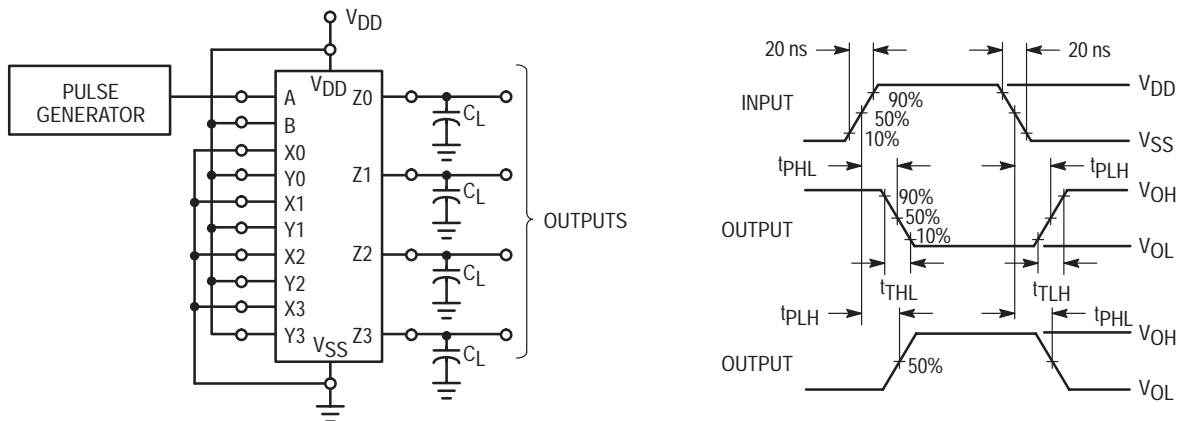 VDD
PULSE
GENERATOR
VDD
A
B
X0
Y0
X1
Y1
X2
Y2
X3
Y3
VSS
Z0
Z1
Z2
Z3
CL
CL
CL
CL
OUTPUTS
20 ns
20 ns
INPUT
90%
50%
10%
VDD
VSS
tPHL
tPLH
OUTPUT
90%
50%
10%
VOH
VOL
tTHL
tTLH
tPLH
tPHL
OUTPUT
50%
VOH
VOL